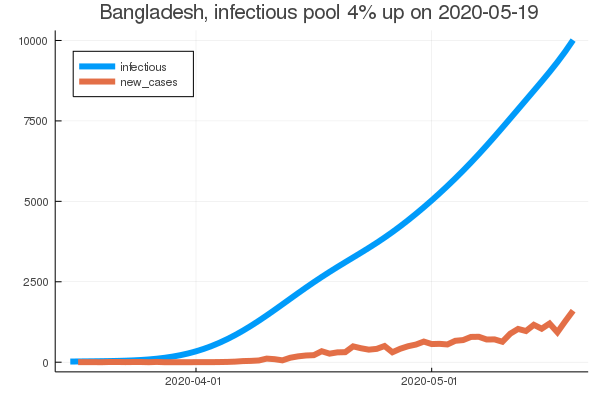 Bangladesh, infectious pool 4% up on 2020-05-19
10000
infectious
new_cases
7500
5000
2500
0
2020-04-01
2020-05-01